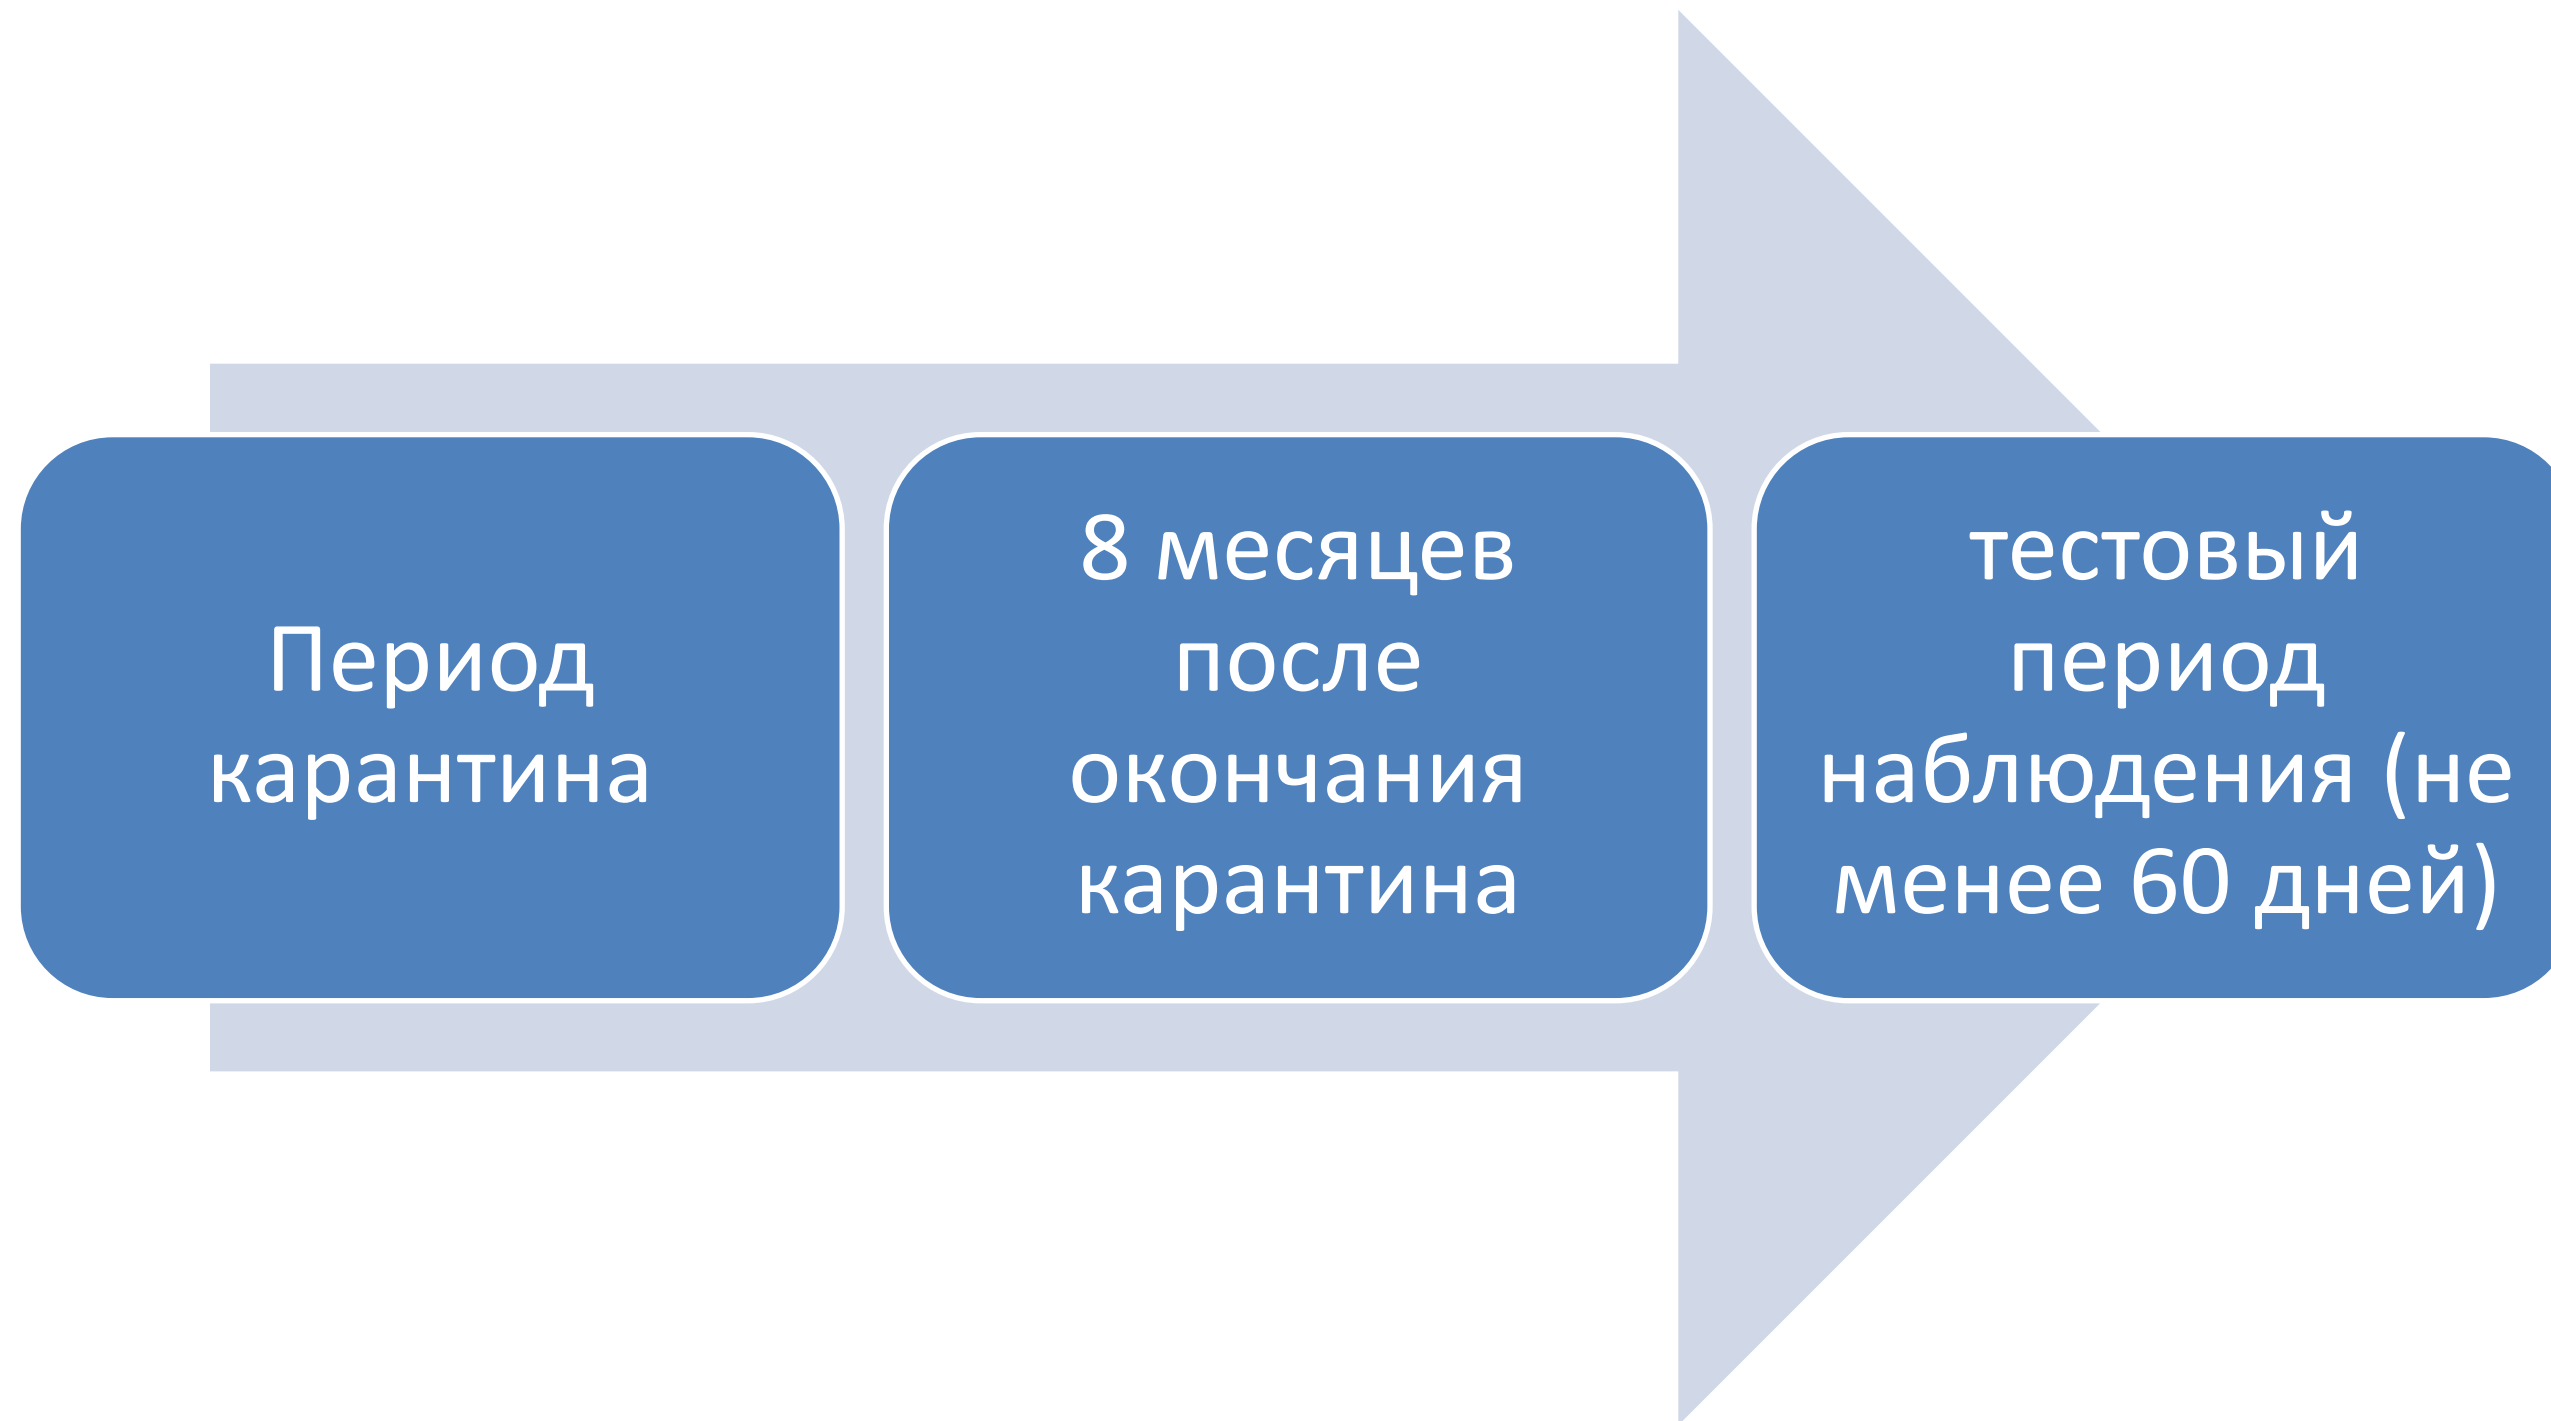 Период
карантина
8 месяцев
после
окончания
карантина
тестовый
период
наблюдения (не
менее 60 дней)